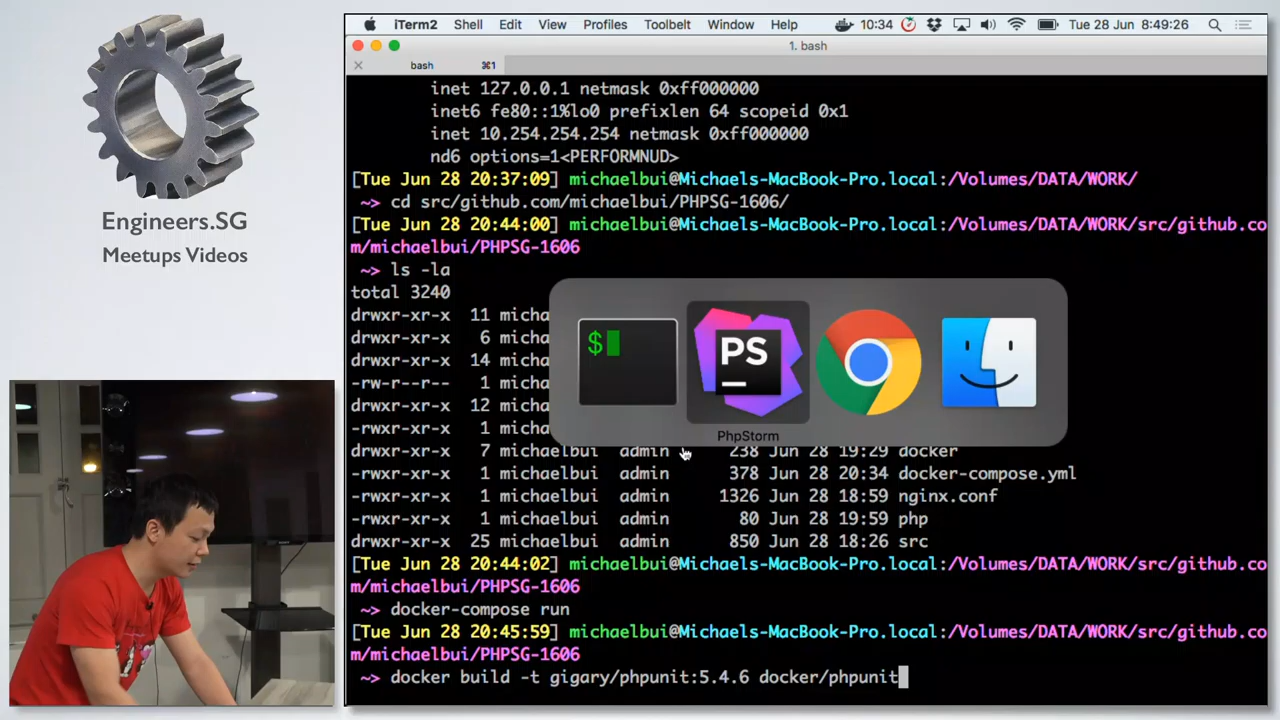 Engineers.SG
Meetups Videos
iTerm2 Shell Edit View Profiles Toolbelt Window Help 10:34 Tue 28 Jun 8:49:26
1. bash
bash ⌘1
inet 127.0.0.1 netmask 0xff000000
inet6 fe80::1%lo0 prefixlen 64 scopeid 0x1
inet 10.254.254.254 netmask 0xff000000
nd6 options=1<PERFORMNUD>
[Tue Jun 28 20:37:09] michaelbui@Michaels-MacBook-Pro.local:/Volumes/DATA/WORK/
~> cd src/github.com/michaelbui/PHPSG-1606/
[Tue Jun 28 20:44:00] michaelbui@Michaels-MacBook-Pro.local:/Volumes/DATA/WORK/src/github.co
m/michaelbui/PHPSG-1606
~> ls -la
total 3240
drwxr-xr-x 11 micha
drwxr-xr-x 6 micha
drwxr-xr-x 14 micha
-rw-r--r-- 1 micha
drwxr-xr-x 12 micha
-rwxr-xr-x 1 micha
$
PS
PhpStorm
drwxr-xr-x 7 michaelbui admin 238 Jun 28 19:29 docker
-rwxr-xr-x 1 michaelbui admin 378 Jun 28 20:34 docker-compose.yml
-rwxr-xr-x 1 michaelbui admin 1326 Jun 28 18:59 nginx.conf
-rwxr-xr-x 1 michaelbui admin 80 Jun 28 19:59 php
drwxr-xr-x 25 michaelbui admin 850 Jun 28 18:26 src
[Tue Jun 28 20:44:02] michaelbui@Michaels-MacBook-Pro.local:/Volumes/DATA/WORK/src/github.co
m/michaelbui/PHPSG-1606
~> docker-compose run
[Tue Jun 28 20:45:59] michaelbui@Michaels-MacBook-Pro.local:/Volumes/DATA/WORK/src/github.co
m/michaelbui/PHPSG-1606
~> docker build -t gigary/phpunit:5.4.6 docker/phpunit